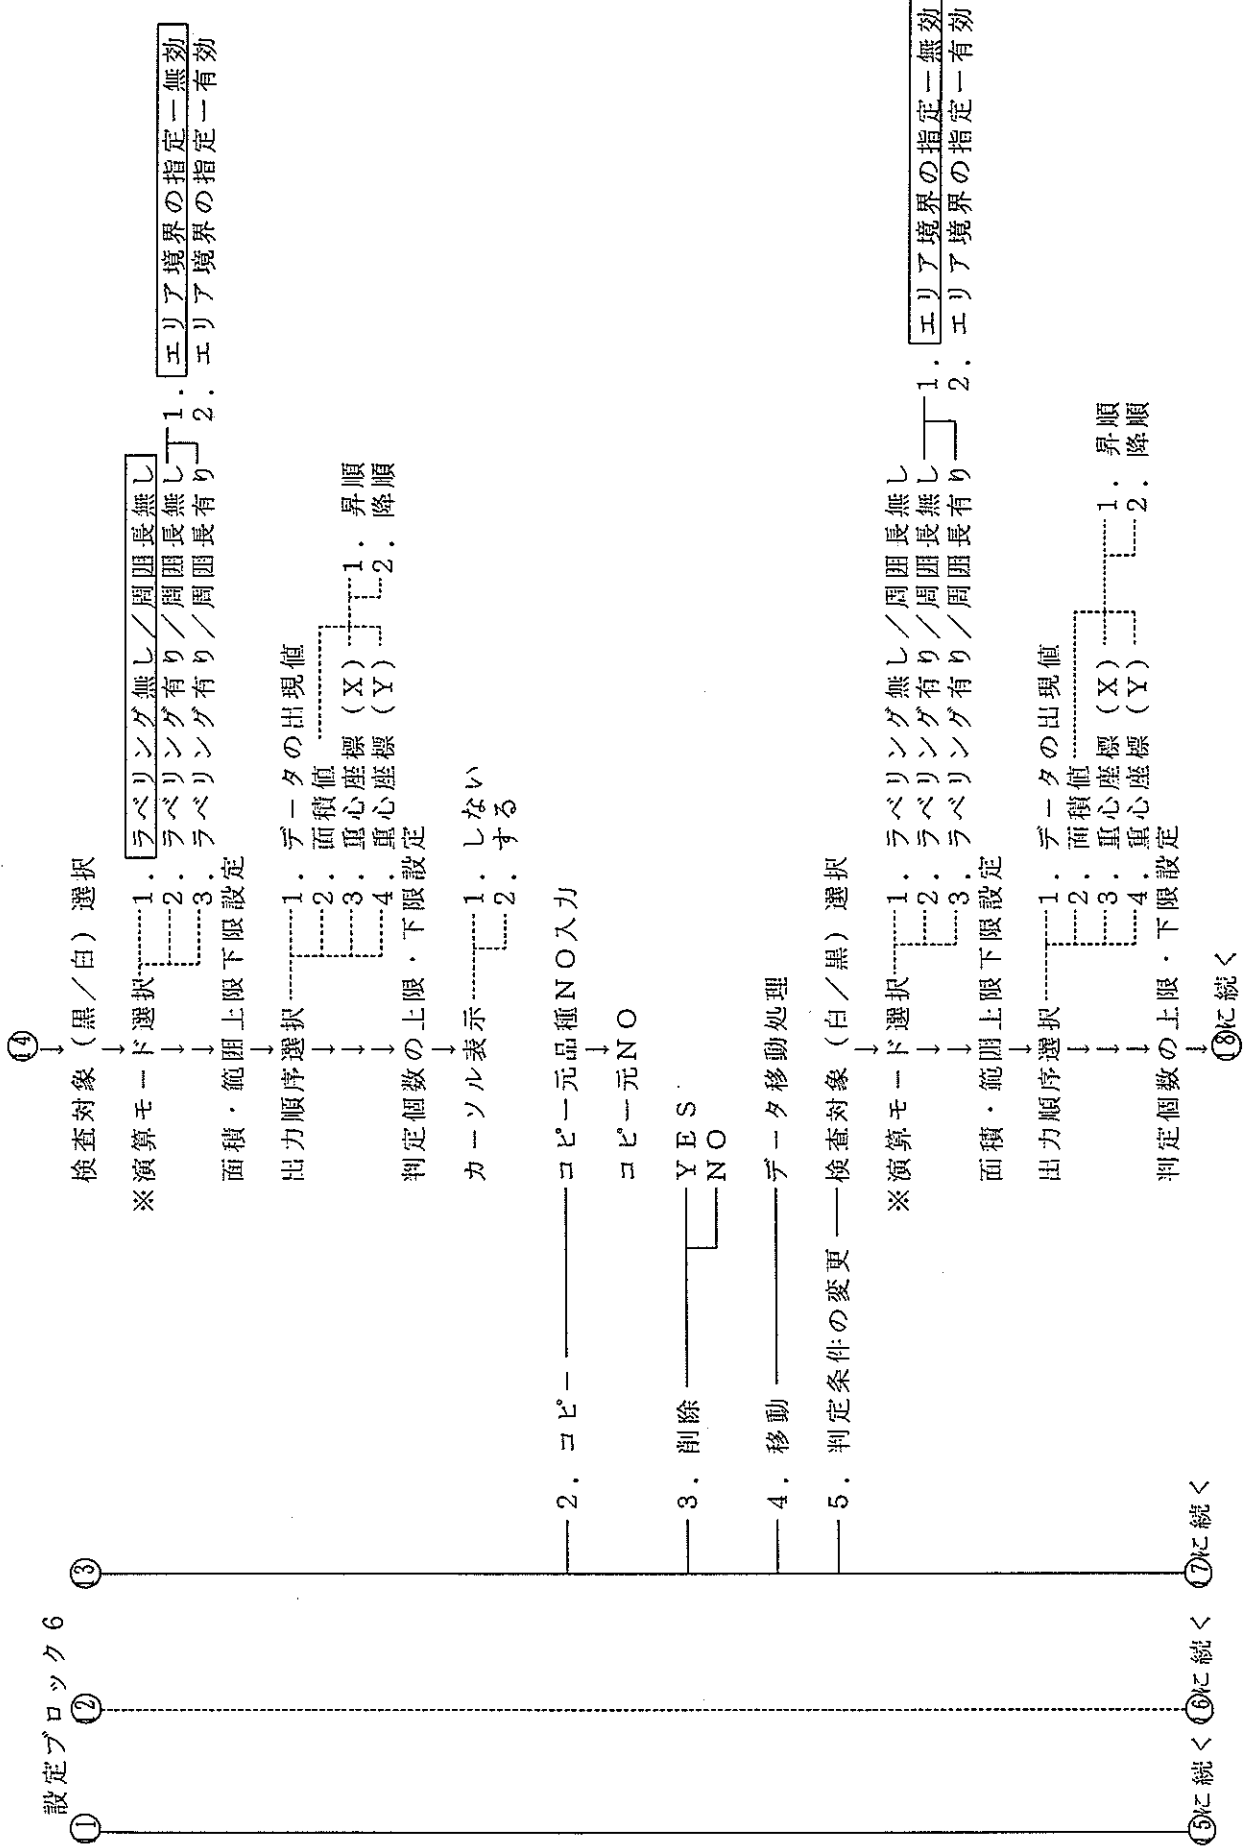 設定ブロック6
⑪
⑫
⑬
⑭
検査対象（黒／白）選択
※演算モード選択
1．ラベリング無し／周囲長無し
2．ラベリング有り／周囲長無し
3．ラベリング有り／周囲長有り
1．エリア境界の指定－無効
2．エリア境界の指定－有効
面積・範囲上限下限設定
出力順序選択
1．データの出現値
2．面積値
3．重心座標（X）
4．重心座標（Y）
1．昇順
2．降順
判定個数の上限・下限設定
カーソル表示
1．しない
2．する
2．コピー
コピー元品種NO入力
コピー元NO
3．削除
YES
NO
4．移動
データ移動処理
5．判定条件の変更
検査対象（白／黒）選択
※演算モード選択
1．ラベリング無し／周囲長無し
2．ラベリング有り／周囲長無し
3．ラベリング有り／周囲長有り
1．エリア境界の指定－無効
2．エリア境界の指定－有効
面積・範囲上限下限設定
出力順序選択
1．データの出現値
2．面積値
3．重心座標（X）
4．重心座標（Y）
1．昇順
2．降順
判定個数の上限・下限設定
⑮に続く
⑯に続く
⑰に続く
⑱に続く